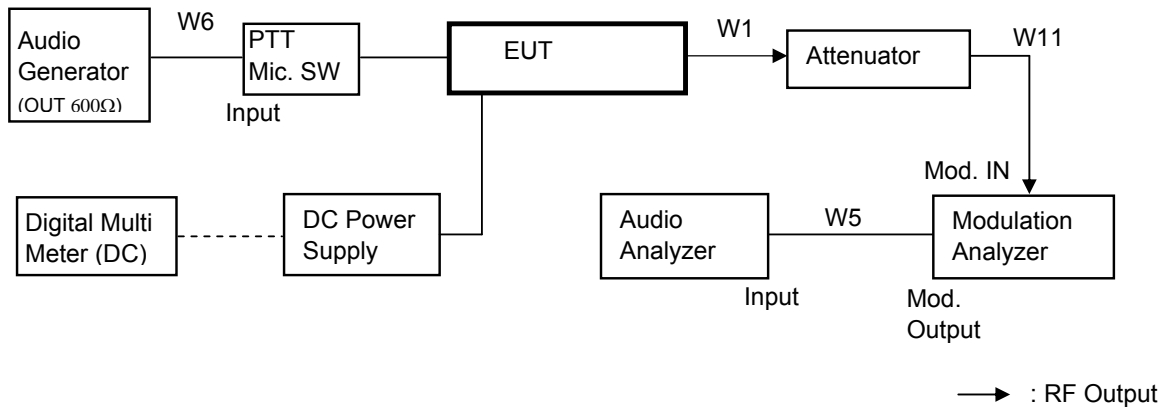 W6
Audio
Generator
(OUT 600Ω)
PTT
Mic. SW
Input
EUT
W1
Attenuator
W11
Mod. IN
Digital Multi
Meter (DC)
DC Power
Supply
Audio
Analyzer
Input
W5
Modulation
Analyzer
Mod.
Output
: RF Output